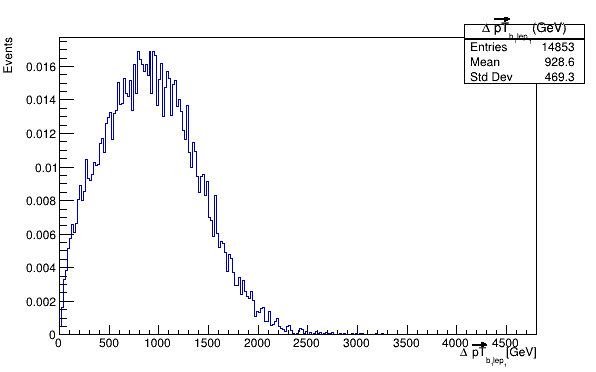 Δ pT b₁lep₁ (GeV)
Entries 14853
Mean 928.6
Std Dev 469.3
Events
0.016
0.014
0.012
0.01
0.008
0.006
0.004
0.002
0
0 500 1000 1500 2000 2500 3000 3500 4000 4500
Δ pT b₁lep₁ [GeV]